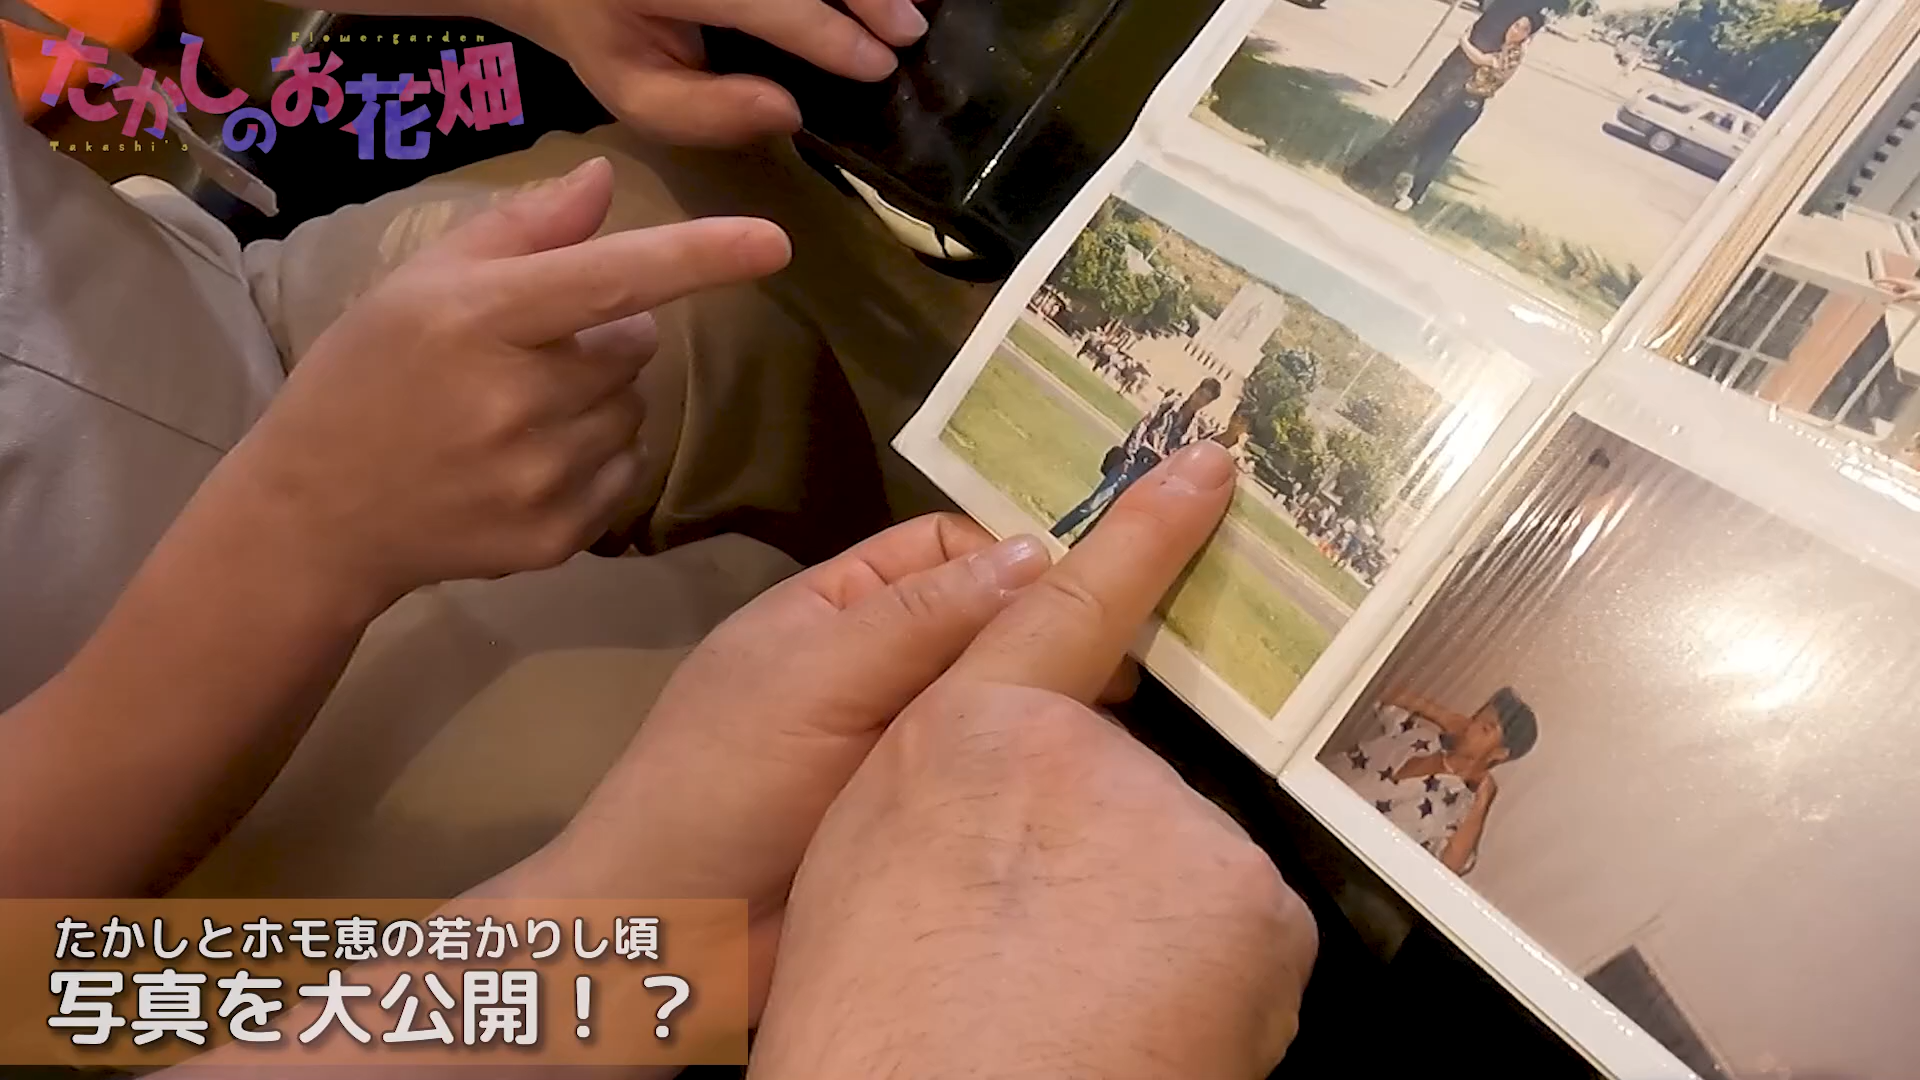 Flowergarden
たかしのお花畑
Takashi's
たかしとホモ恵の若かりし頃
写真を大公開！？